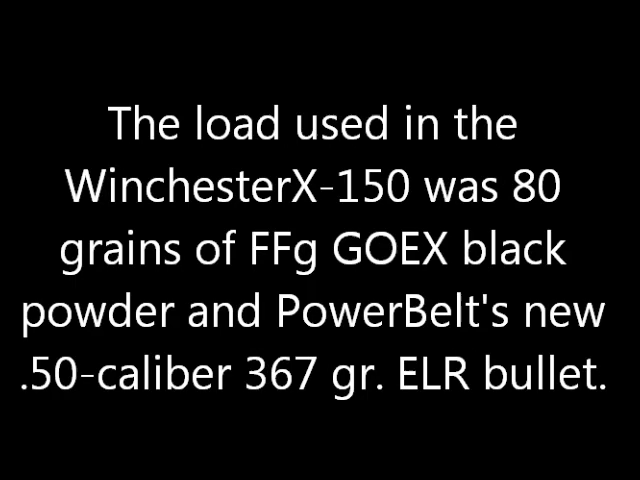 The load used in the
WinchesterX-150 was 80
grains of FFg GOEX black
powder and PowerBelt's new
.50-caliber 367 gr. ELR bullet.